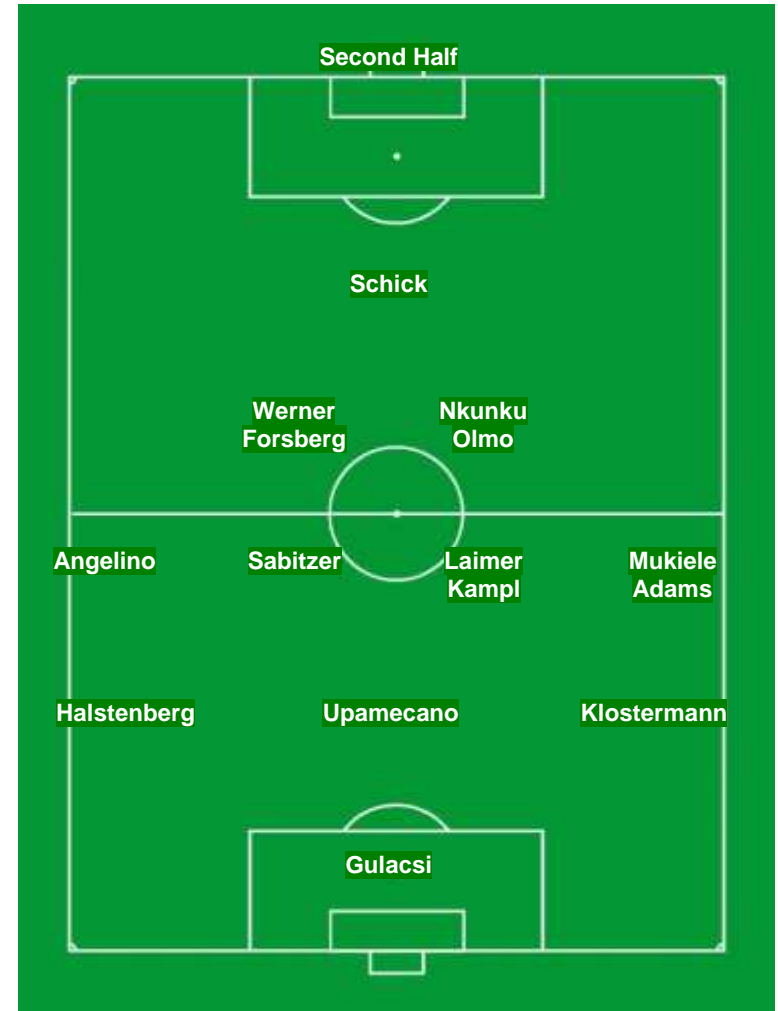 Second Half
Schick
Werner Nkunku
Forsberg Olmo
Angelino Sabitzer Laimer Mukiele
Kampl Adams
Halstenberg Upamecano Klostermann
Gulacsi